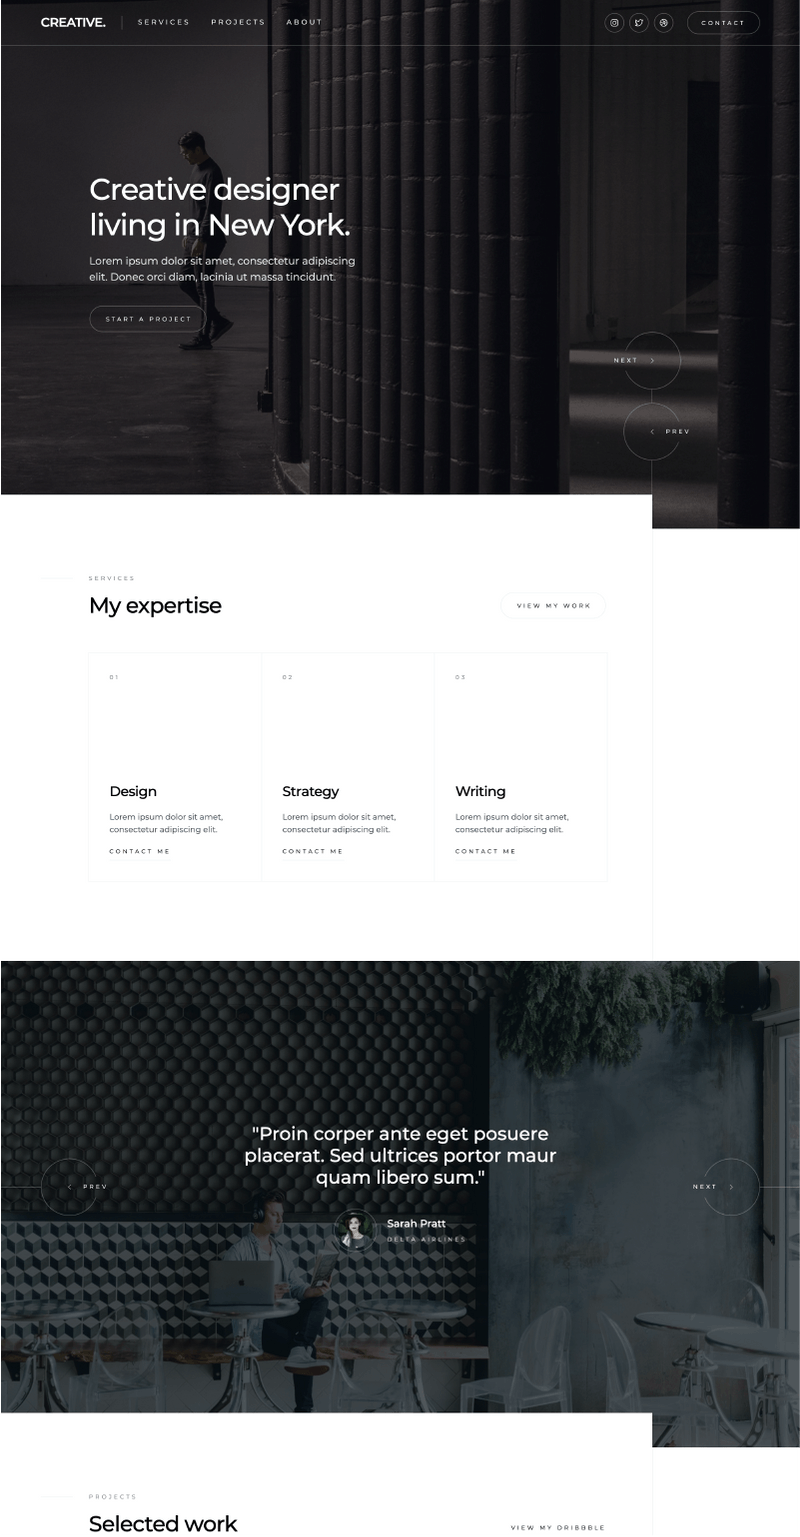 CREATIVE.
SERVICES
PROJECTS
ABOUT
CONTACT
Creative designer
living in New York.
Lorem ipsum dolor sit amet, consectetur adipiscing
elit. Donec orci diam, lacinia ut massa tincidunt.
START A PROJECT
NEXT
PREV
SERVICES
My expertise
VIEW MY WORK
01
02
03
Design
Strategy
Writing
Lorem ipsum dolor sit amet,
consectetur adipiscing elit.
Lorem ipsum dolor sit amet,
consectetur adipiscing elit.
Lorem ipsum dolor sit amet,
consectetur adipiscing elit.
CONTACT ME
CONTACT ME
CONTACT ME
"Proin corper ante eget posuere
placerat. Sed ultrices portor maur
quam libero sum."
PREV
NEXT
Sarah Pratt
DELTA AIRLINES
PROJECTS
Selected work
VIEW MY DRIBBBLE